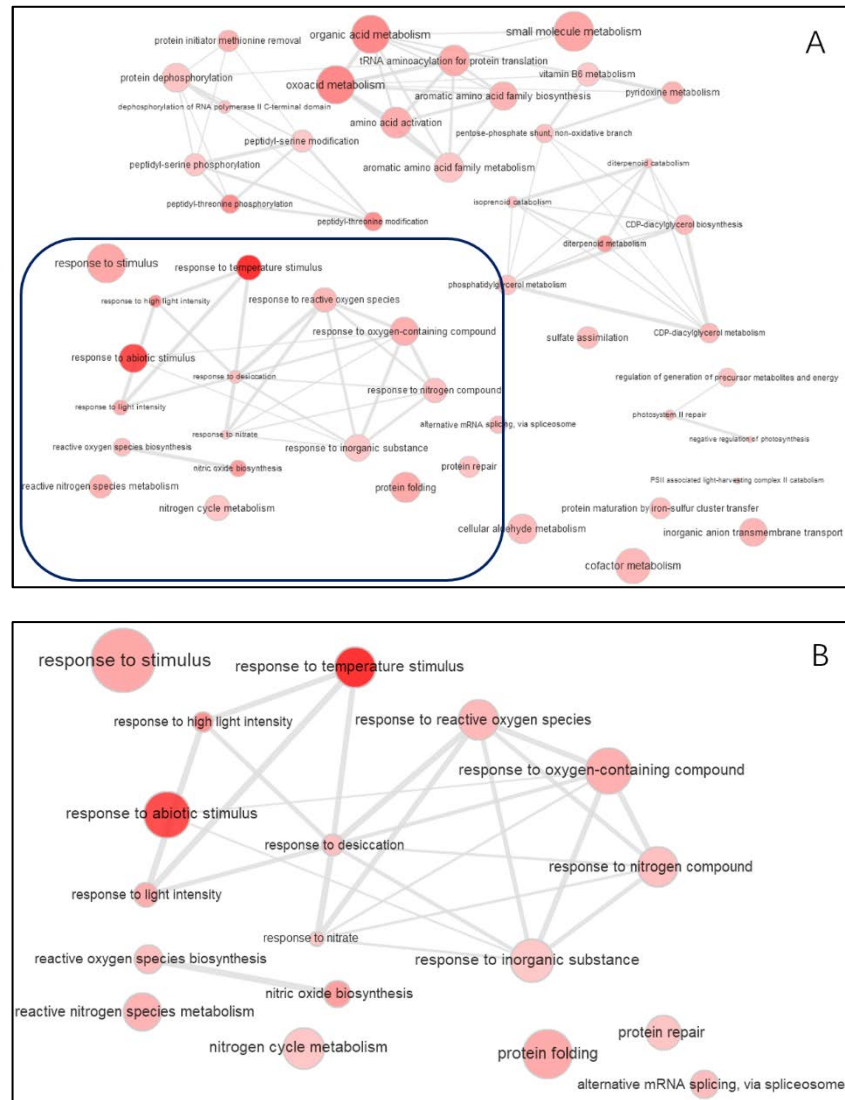 A
organic acid metabolism
small molecule metabolism
protein initiator methionine removal
tRNA aminoacylation for protein translation
protein dephosphorylation
vitamin B6 metabolism
oxoacid metabolism
pyridoxine metabolism
aromatic amino acid family biosynthesis
dephosphorylation of RNA polymerase II C-terminal domain
amino acid activation
pentose-phosphate shunt, non-oxidative branch
peptidyl-serine modification
peptidyl-serine phosphorylation
aromatic amino acid family metabolism
diterpenoid catabolism
peptidyl-threonine phosphorylation
isoprenoid catabolism
peptidyl-threonine modification
CDP-diacylglycerol biosynthesis
diterpenoid metabolism
response to stimulus
response to temperature stimulus
phosphatidylglycerol metabolism
response to high light intensity
response to reactive oxygen species
response to oxygen-containing compound
CDP-diacylglycerol metabolism
sulfate assimilation
response to abiotic stimulus
response to desiccation
regulation of generation of precursor metabolites and energy
response to nitrogen compound
response to light intensity
photosystem II repair
alternative mRNA splicing, via spliceosome
response to nitrate
negative regulation of photosynthesis
reactive oxygen species biosynthesis
response to inorganic substance
nitric oxide biosynthesis
protein repair
PSII associated light-harvesting complex II catabolism
reactive nitrogen species metabolism
protein folding
nitrogen cycle metabolism
protein maturation by iron-sulfur cluster transfer
cellular aldehyde metabolism
inorganic anion transmembrane transport
cofactor metabolism
B
response to stimulus
response to temperature stimulus
response to high light intensity
response to reactive oxygen species
response to oxygen-containing compound
response to abiotic stimulus
response to desiccation
response to nitrogen compound
response to light intensity
response to nitrate
reactive oxygen species biosynthesis
response to inorganic substance
nitric oxide biosynthesis
reactive nitrogen species metabolism
protein repair
nitrogen cycle metabolism
protein folding
alternative mRNA splicing, via spliceosome